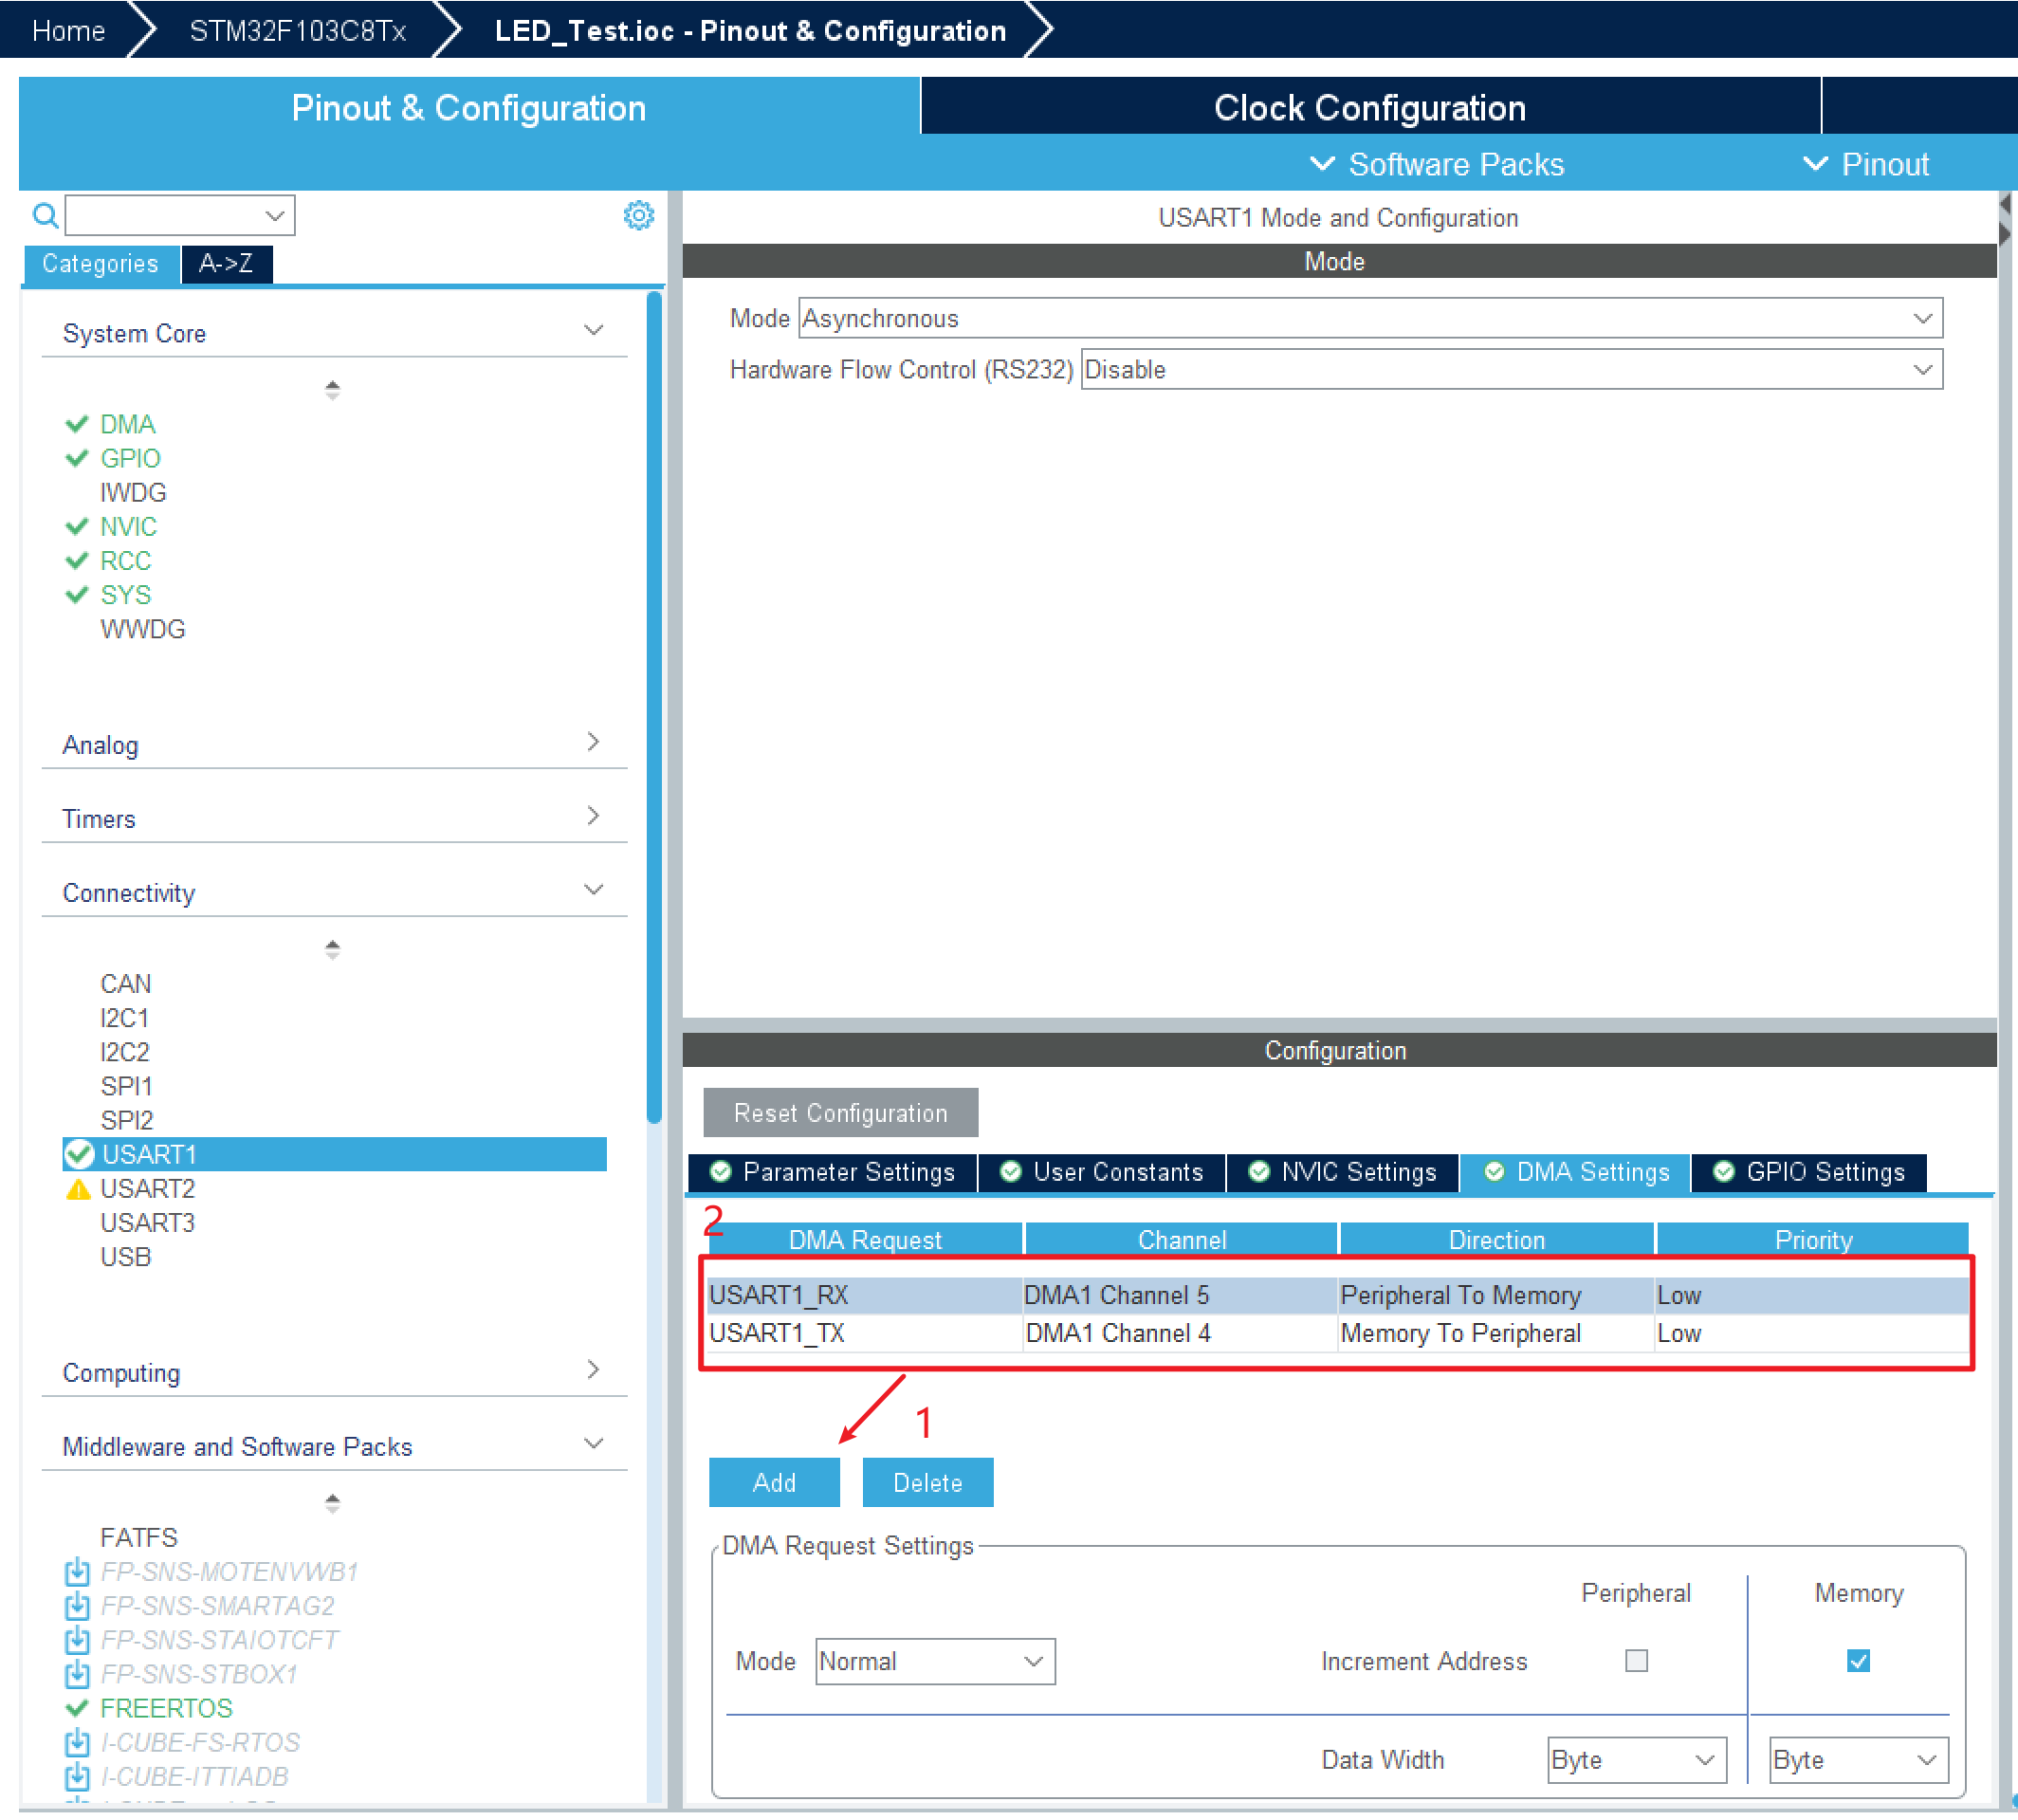 Home STM32F103C8Tx LED_Test.ioc - Pinout & Configuration
Pinout & Configuration Clock Configuration
Software Packs Pinout
Categories A->Z
System Core
DMA
GPIO
IWDG
NVIC
RCC
SYS
WWDG
Analog
Timers
Connectivity
CAN
I2C1
I2C2
SPI1
SPI2
USART1
USART2
USART3
USB
Computing
Middleware and Software Packs
FATFS
FP-SNS-MOTENVWB1
FP-SNS-SMARTAG2
FP-SNS-STAIOTCFT
FP-SNS-STBOX1
FREERTOS
I-CUBE-FS-RTOS
I-CUBE-ITTIADB
USART1 Mode and Configuration
Mode
Mode Asynchronous
Hardware Flow Control (RS232) Disable
Configuration
Reset Configuration
Parameter Settings User Constants NVIC Settings DMA Settings GPIO Settings
2
DMA Request Channel Direction Priority
USART1_RX DMA1 Channel 5 Peripheral To Memory Low
USART1_TX DMA1 Channel 4 Memory To Peripheral Low
1
Add Delete
DMA Request Settings
Peripheral Memory
Mode Normal Increment Address
Data Width Byte Byte